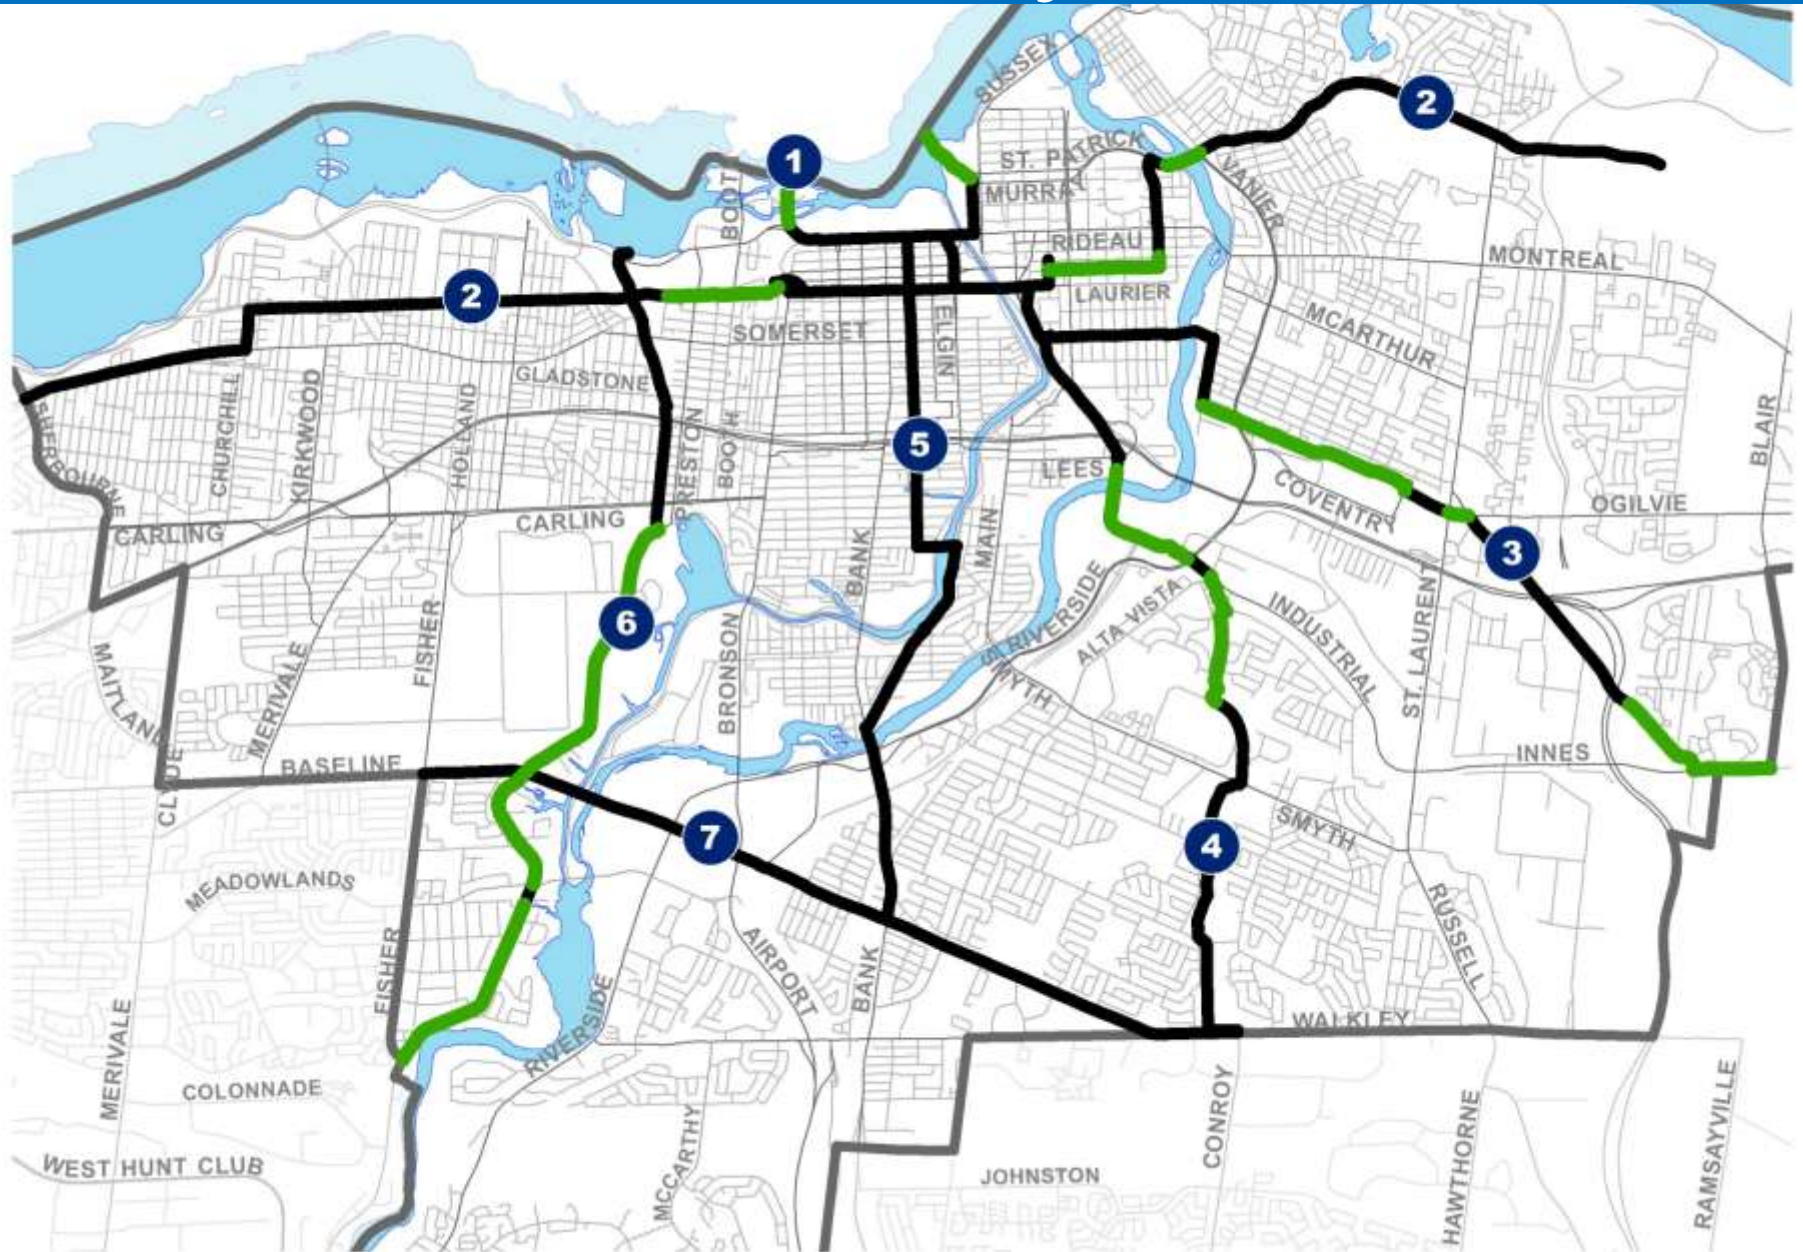 SUSSEX
2
1
ST. PATRICK
BOOT
MURRAY
VANIER
RIDEAU
MONTREAL
2
LAURIER
SOMERSET
ELGIN
MCARTHUR
GLADSTONE
CHURCHILL
KIRKWOOD
HOLLAND
PRESTON
BOOTH
5
BLAIR
SHERBOURNE
LEES
COVENTRY
OGILVIE
CARLING
CARLING
BANK
MAIN
3
6
FISHER
MERIVALE
MAITLAND
BRONSON
RIVERSIDE
ALTA VISTA
INDUSTRIAL
ST. LAURENT
SMYTH
BASELINE
CLYDE
INNES
7
4
SMYTH
MEADOWLANDS
RUSSELL
FISHER
AIRPORT
BANK
MERIVALE
RIVERSIDE
WALKLEY
COLONNADE
CONROY
HAWTHORNE
RAMSAYVILLE
WEST HUNT CLUB
MCCARTHY
JOHNSTON